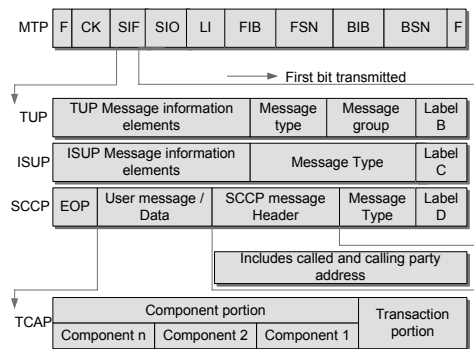 MTP F CK SIF SIO LI FIB FSN BIB BSN F
First bit transmitted
TUP TUP Message information elements Message type Message group Label B
ISUP ISUP Message information elements Message Type Label C
SCCP EOP User message / Data SCCP message Header Message Type Label D
Includes called and calling party address
TCAP Component portion Transaction portion
Component n Component 2 Component 1